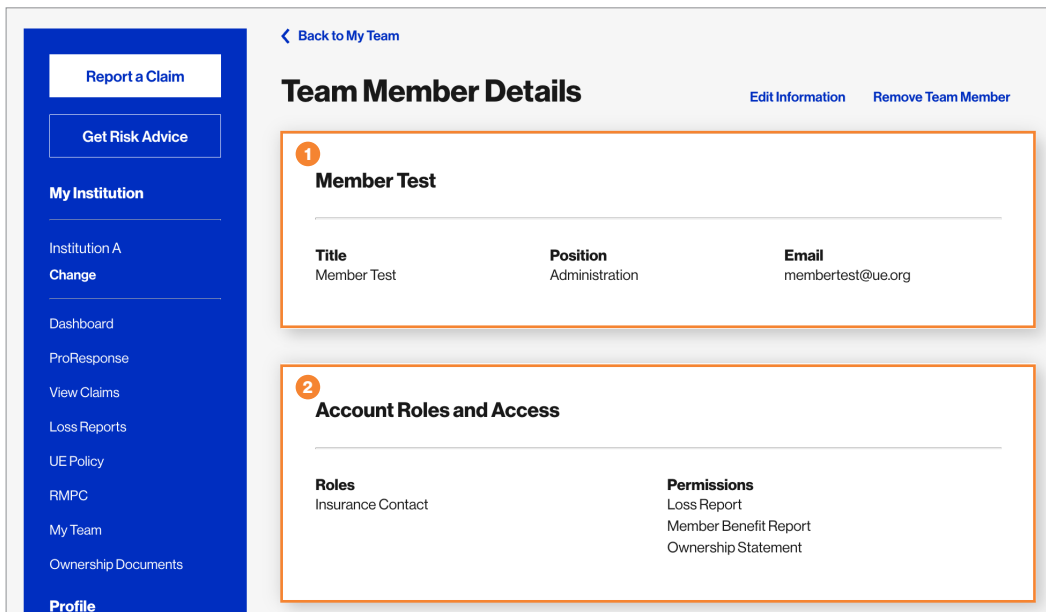 Report a Claim
Get Risk Advice
My Institution
Institution A
Change
Dashboard
ProResponse
View Claims
Loss Reports
UE Policy
RMPC
My Team
Ownership Documents
Profile
Back to My Team
Team Member Details
Edit Information
Remove Team Member
1
Member Test
Title
Member Test
Position
Administration
Email
membertest@ue.org
2
Account Roles and Access
Roles
Insurance Contact
Permissions
Loss Report
Member Benefit Report
Ownership Statement